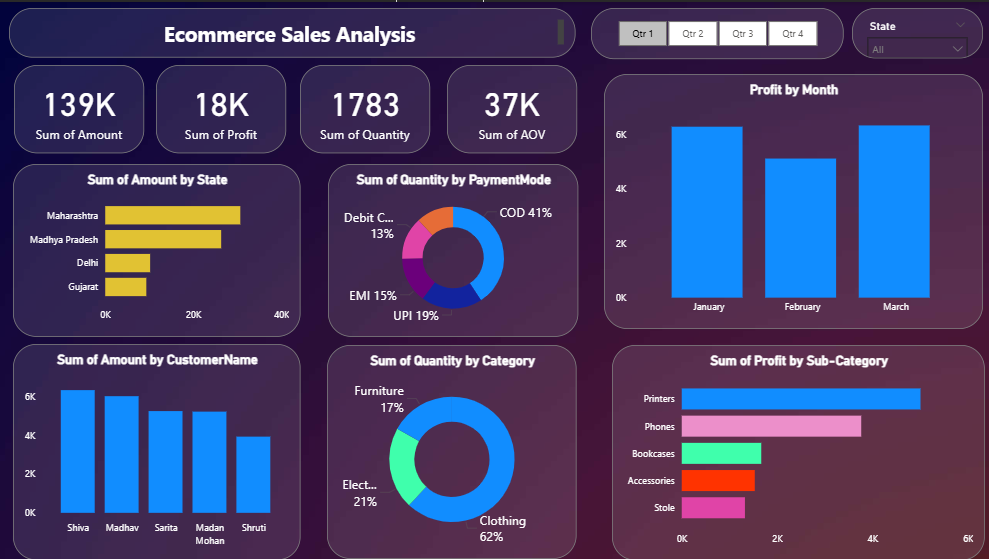 Ecommerce Sales Analysis
Qtr 1
Qtr 2
Qtr 3
Qtr 4
State
All
139K
Sum of Amount
18K
Sum of Profit
1783
Sum of Quantity
37K
Sum of AOV
Profit by Month
6K
4K
2K
0K
January
February
March
Sum of Amount by State
Maharashtra
Madhya Pradesh
Delhi
Gujarat
0K
20K
40K
Sum of Quantity by PaymentMode
COD 41%
Debit C...
13%
EMI 15%
UPI 19%
Sum of Amount by CustomerName
6K
4K
2K
0K
Shiva
Madhav
Sarita
Madan
Mohan
Shruti
Sum of Quantity by Category
Furniture
17%
Elect...
21%
Clothing
62%
Sum of Profit by Sub-Category
Printers
Phones
Bookcases
Accessories
Stole
0K
2K
4K
6K